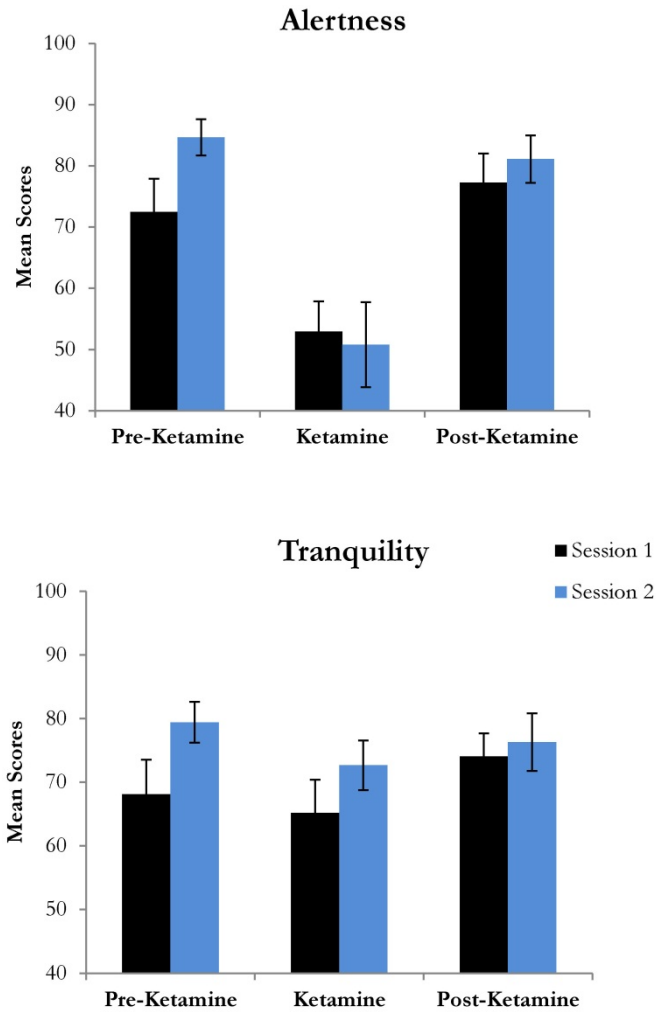 Alertness
100
90
80
70
60
50
40
Mean Scores
Pre-Ketamine Ketamine Post-Ketamine
Tranquility
Session 1
Session 2
100
90
80
70
60
50
40
Mean Scores
Pre-Ketamine Ketamine Post-Ketamine